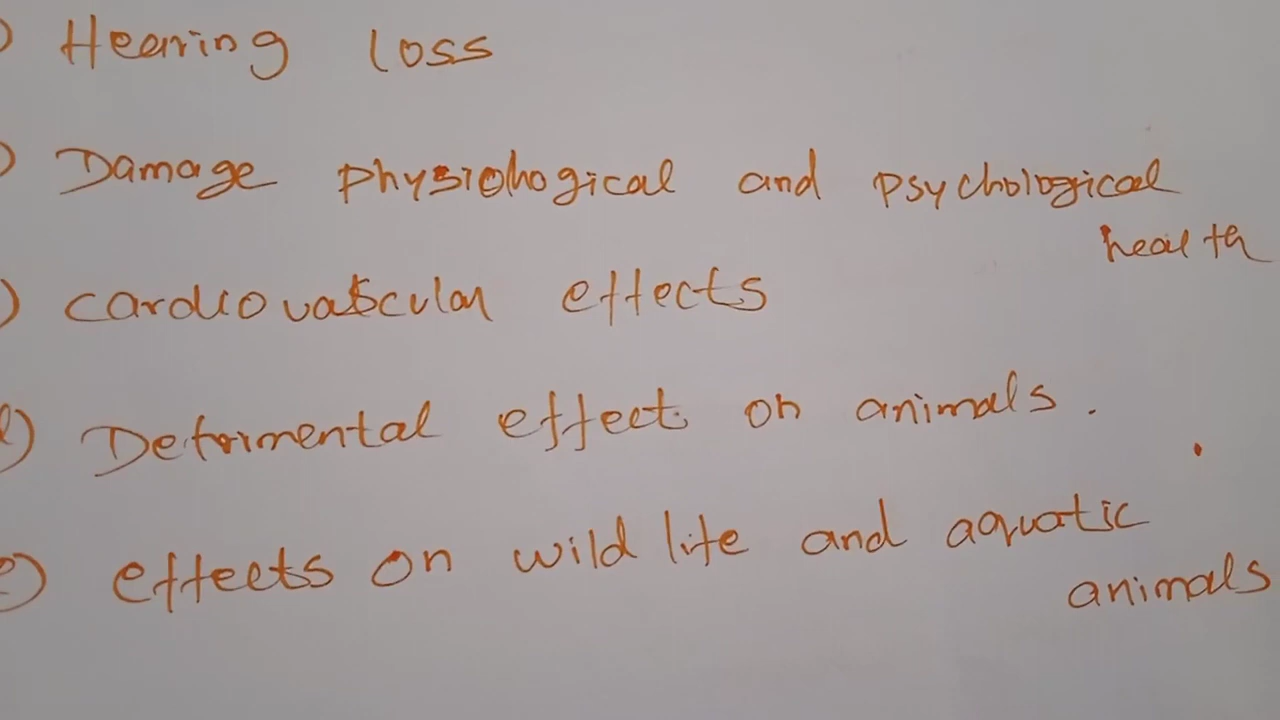 ) Hearing loss
) Damage physiological and psychological
health
) cardiovascular effects
d) Detrimental effect on animals.
e) effects on wild life and aquatic
animals